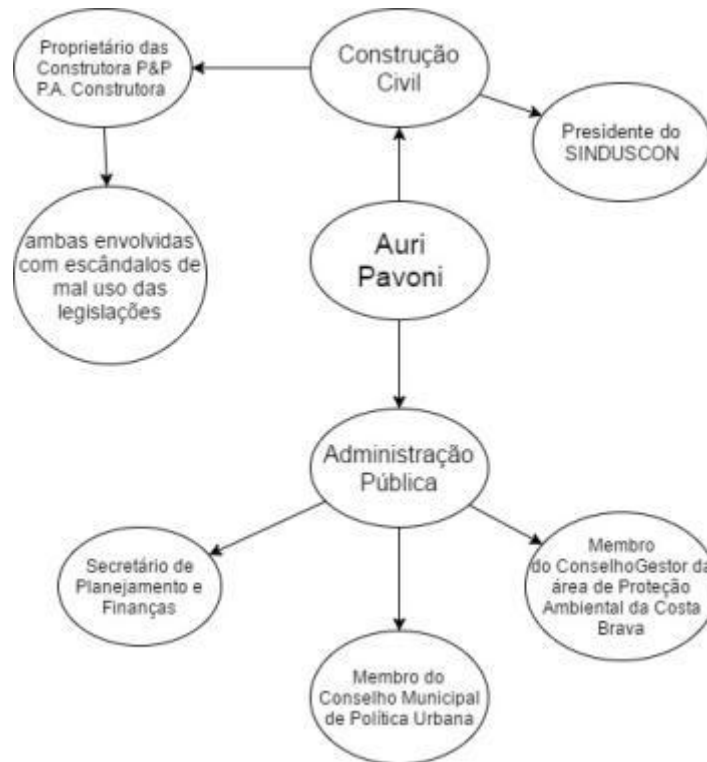 Proprietário das
Construtora P&P
P.A. Construtora
Construção
Civil
Presidente do
SINDUSCON
ambas envolvidas
com escândalos de
mal uso das
legislações
Auri
Pavoni
Administração
Pública
Secretário de
Planejamento e
Finanças
Membro do
Conselho Municipal
de Política Urbana
Membro
do ConselhoGestor da
área de Proteção
Ambiental da Costa
Brava